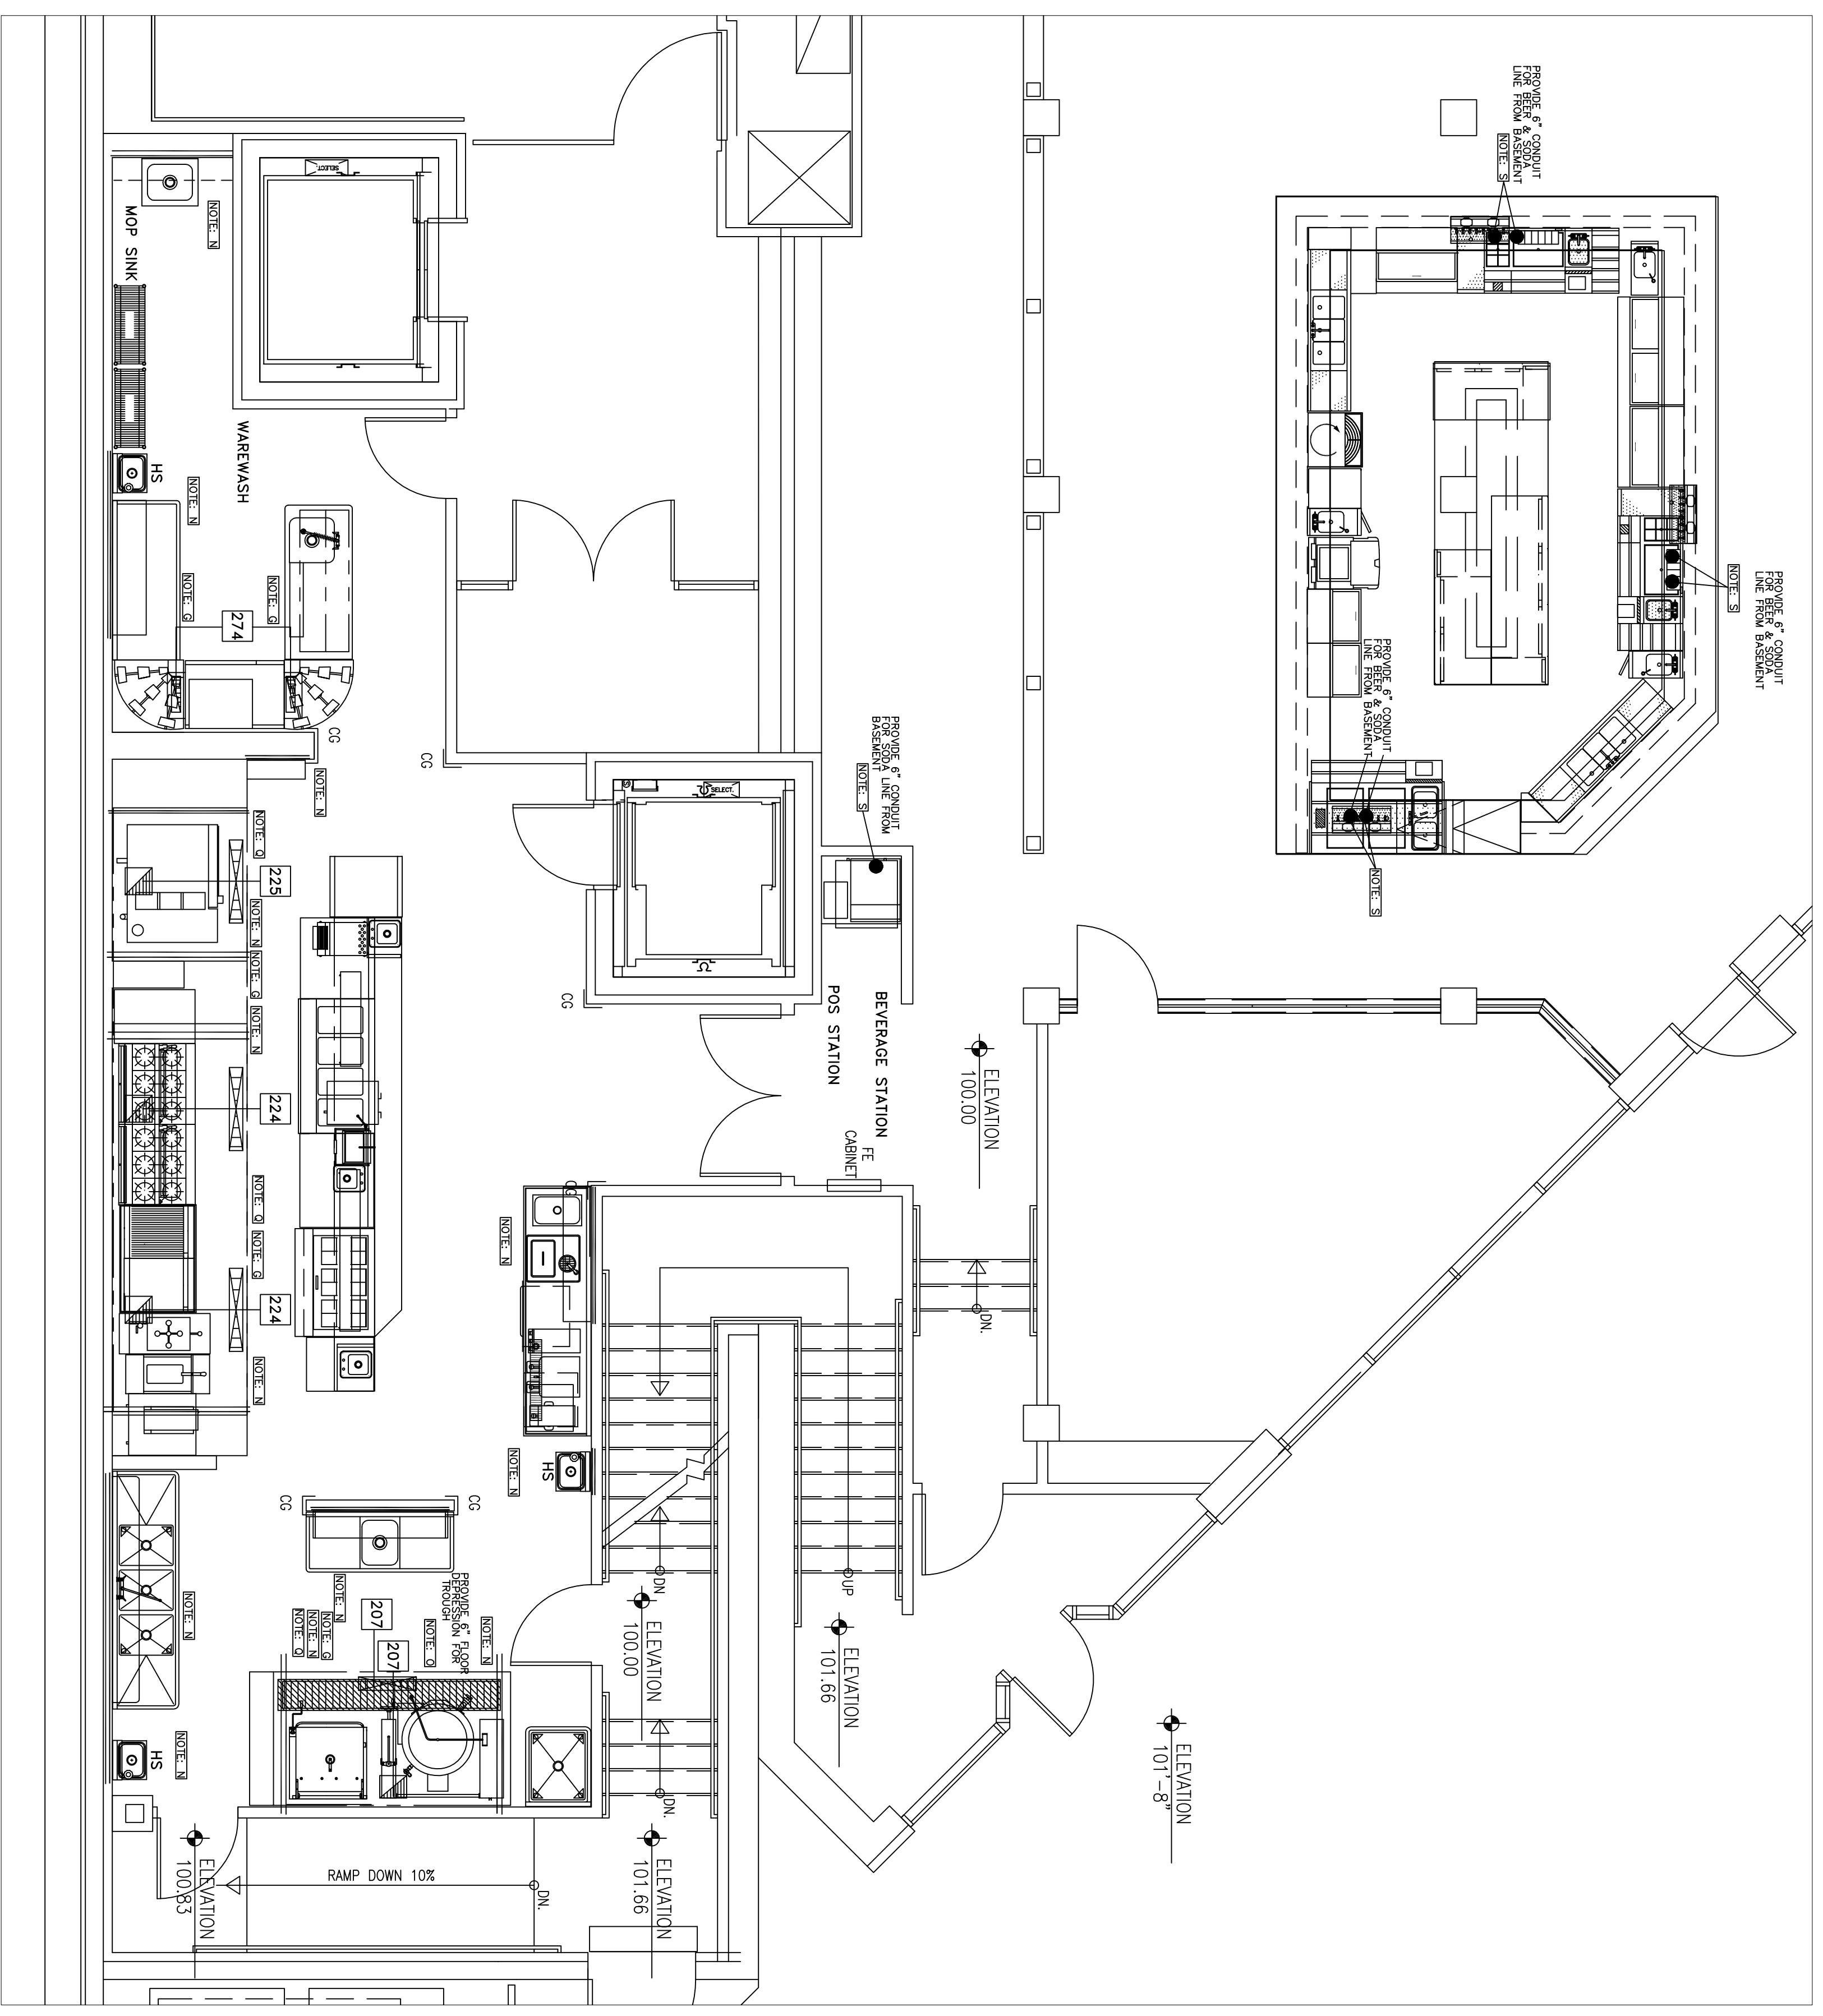 PROVIDE 6" CONDUIT
FOR BEER & SODA
LINE FROM BASEMENT
NOTE: S
PROVIDE 6" CONDUIT
FOR BEER & SODA
LINE FROM BASEMENT
NOTE: S
PROVIDE 6" CONDUIT
FOR BEER & SODA
LINE FROM BASEMENT
NOTE: S
SELECT.
NOTE: N
MOP SINK
WAREWASH
HS
NOTE: N
NOTE: G
NOTE: G
274
CG
CG
NOTE: N
PROVIDE 6" CONDUIT
FOR SODA LINE FROM
BASEMENT
NOTE: S
SELECT.
NOTE: Q
225
NOTE: N
NOTE: G
NOTE: N
CG
POS STATION
BEVERAGE STATION
ELEVATION
100.00
FE
CABINET
224
NOTE: Q
NOTE: G
224
NOTE: N
CG
NOTE: N
DN.
HS
NOTE: N
CG
CG
DN
UP
NOTE: N
NOTE: N
PROVIDE 6" FLOOR
DEPRESSION FOR
TROUGH
207
207
NOTE: G
NOTE: N
NOTE: Q
NOTE: O
NOTE: N
ELEVATION
100.00
ELEVATION
101.66
ELEVATION
101'-8"
HS
NOTE: N
DN.
ELEVATION
100.83
RAMP DOWN 10%
DN.
ELEVATION
101.66